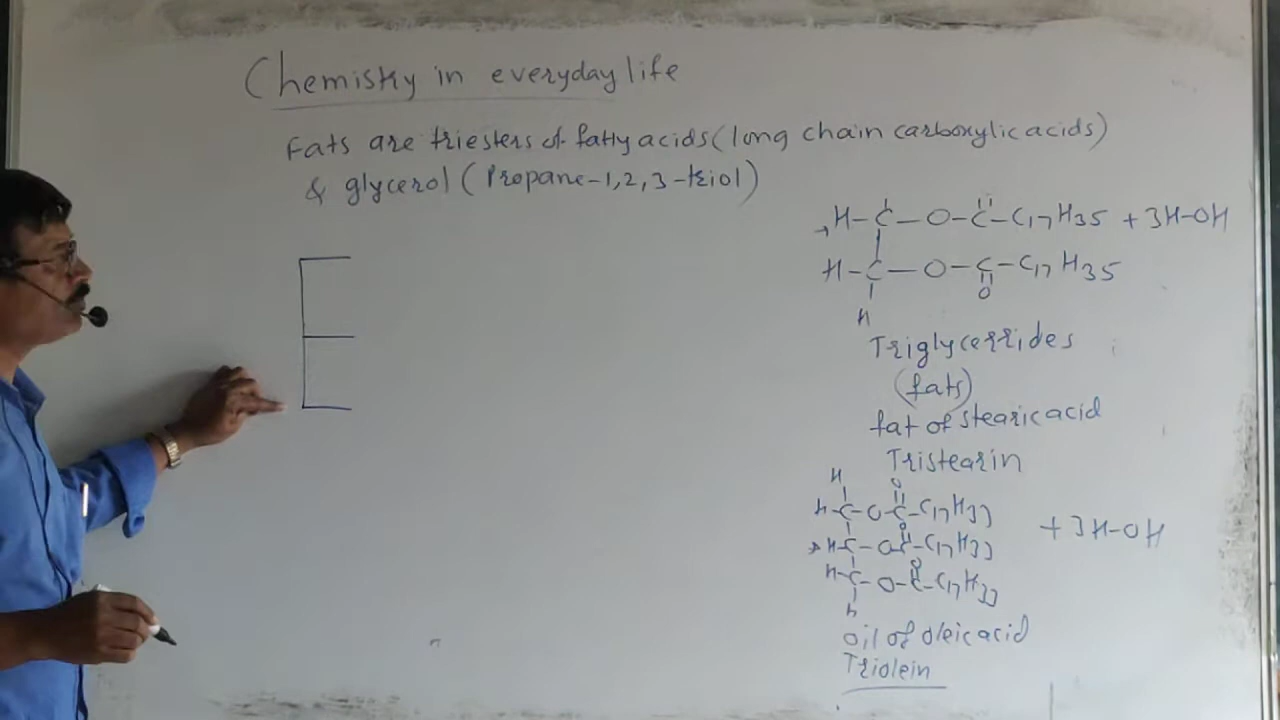 Chemistry in everyday life
Fats are triesters of fatty acids (long chain carboxylic acids)
& glycerol (Propane-1,2,3-triol)
H-C-O-C-C17H35 + 3H-OH
H-C-O-C-C17H35
O
H
Triglycerrides
(fats)
fat of stearic acid
Tristearin
H
O
H-C-O-C-C17H33
O
H-C-O-C-C17H33 + 3H-OH
O
H-C-O-C-C17H33
H
Oil of oleic acid
Triolein